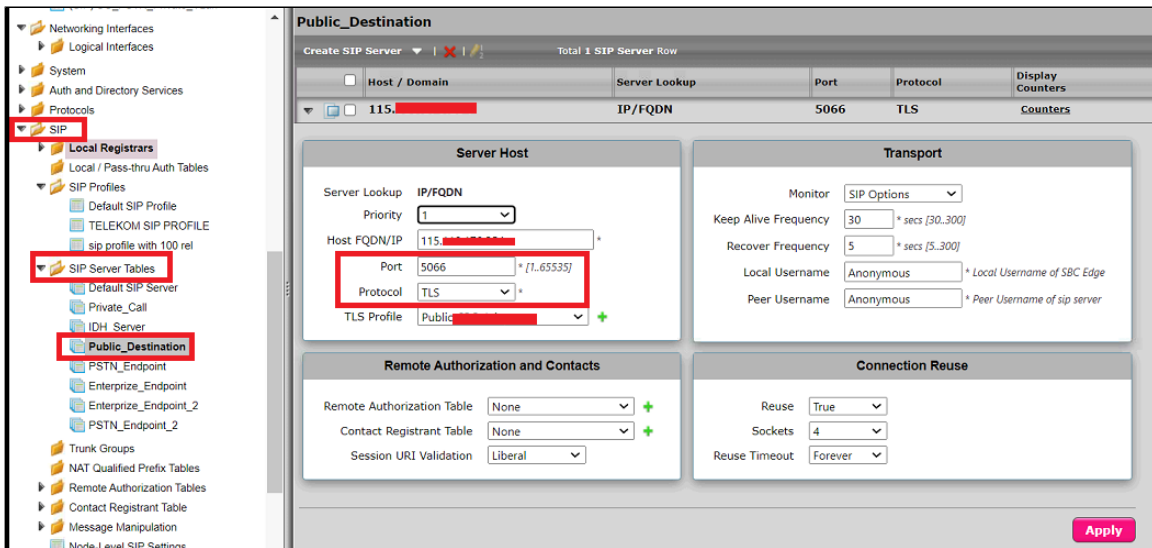 Networking Interfaces
Logical Interfaces
System
Auth and Directory Services
Protocols
SIP
Local Registrars
Local / Pass-thru Auth Tables
SIP Profiles
Default SIP Profile
TELEKOM SIP PROFILE
sip profile with 100 rel
SIP Server Tables
Default SIP Server
Private_Call
IDH_Server
Public_Destination
PSTN_Endpoint
Enterprize_Endpoint
Enterprize_Endpoint_2
PSTN_Endpoint_2
Trunk Groups
NAT Qualified Prefix Tables
Remote Authorization Tables
Contact Registrant Table
Message Manipulation
Node-Level SIP Settings
Public_Destination
Create SIP Server | | Total 1 SIP Server Row
Host / Domain Server Lookup Port Protocol Display Counters
115. IP/FQDN 5066 TLS Counters
Server Host
Server Lookup IP/FQDN
Priority 1
Host FQDN/IP 115. *
Port 5066 * [1..65535]
Protocol TLS *
TLS Profile Public
Transport
Monitor SIP Options
Keep Alive Frequency 30 * secs [30..300]
Recover Frequency 5 * secs [5..300]
Local Username Anonymous * Local Username of SBC Edge
Peer Username Anonymous * Peer Username of sip server
Remote Authorization and Contacts
Remote Authorization Table None
Contact Registrant Table None
Session URI Validation Liberal
Connection Reuse
Reuse True
Sockets 4
Reuse Timeout Forever
Apply